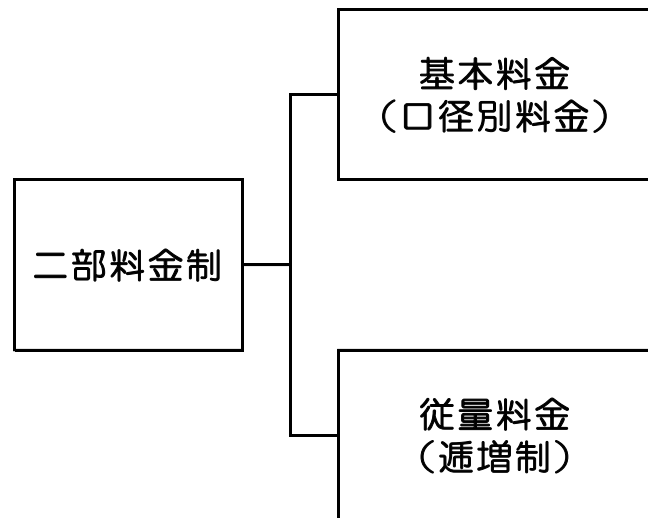 基本料金
（口径別料金）
二部料金制
従量料金
（逓増制）